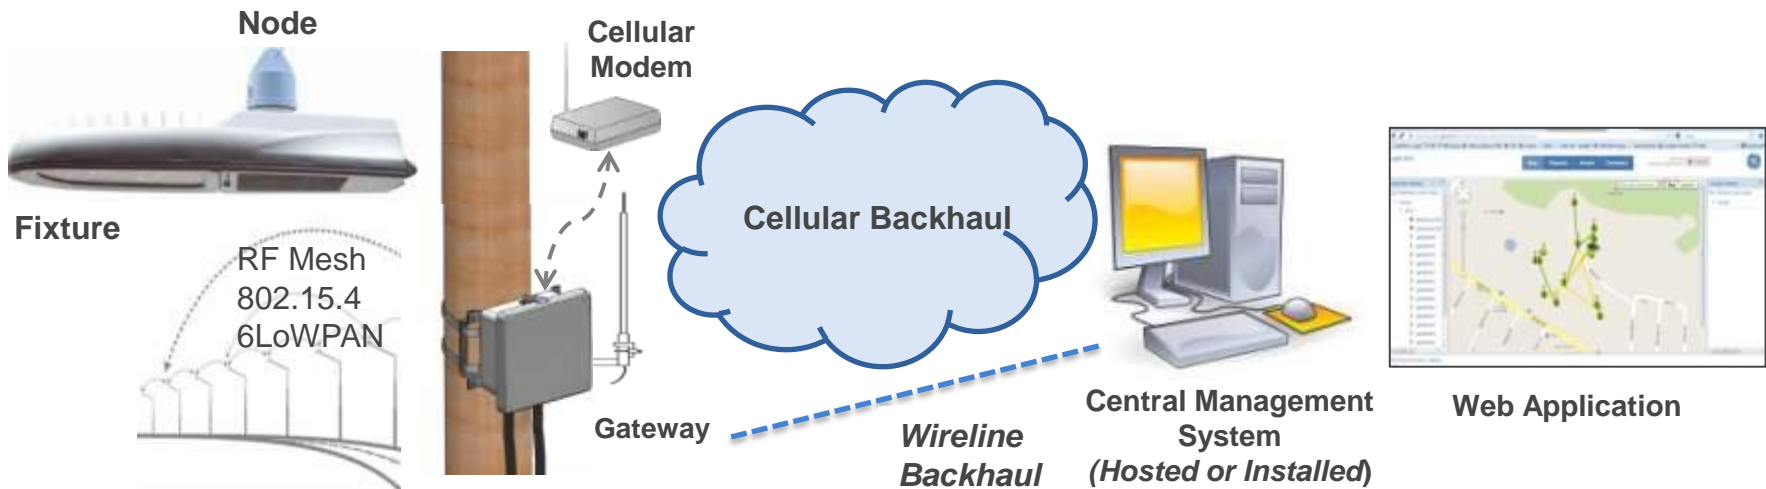 Node
Fixture
RF Mesh
802.15.4
6LoWPAN
Cellular
Modem
Gateway
Cellular Backhaul
Wireline
Backhaul
Central Management
System
(Hosted or Installed)
Web Application